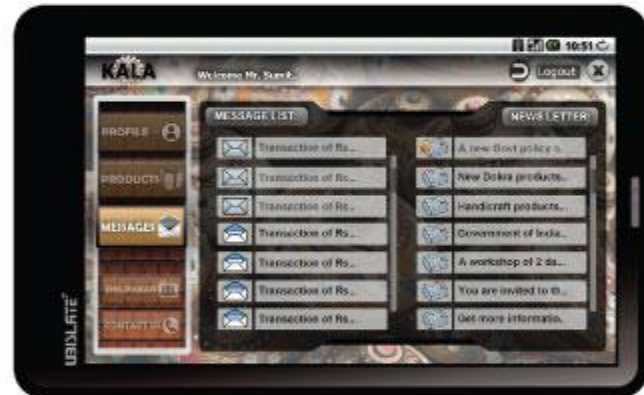 10:51
KALA
Welcome Mr. Sumit..
Logout
PROFILE
PRODUCTS
MESSAGES
CONTACT US
MESSAGE LIST
Transaction of Rs...
Transaction of Rs...
Transaction of Rs...
Transaction of Rs...
Transaction of Rs...
Transaction of Rs...
Transaction of Rs...
NEWS LETTER
A new Govt policy o..
New Dokra products..
Handicraft products..
Government of India..
A workshop of 2 da..
You are invited to th..
Get more informatio..
UBISLATE